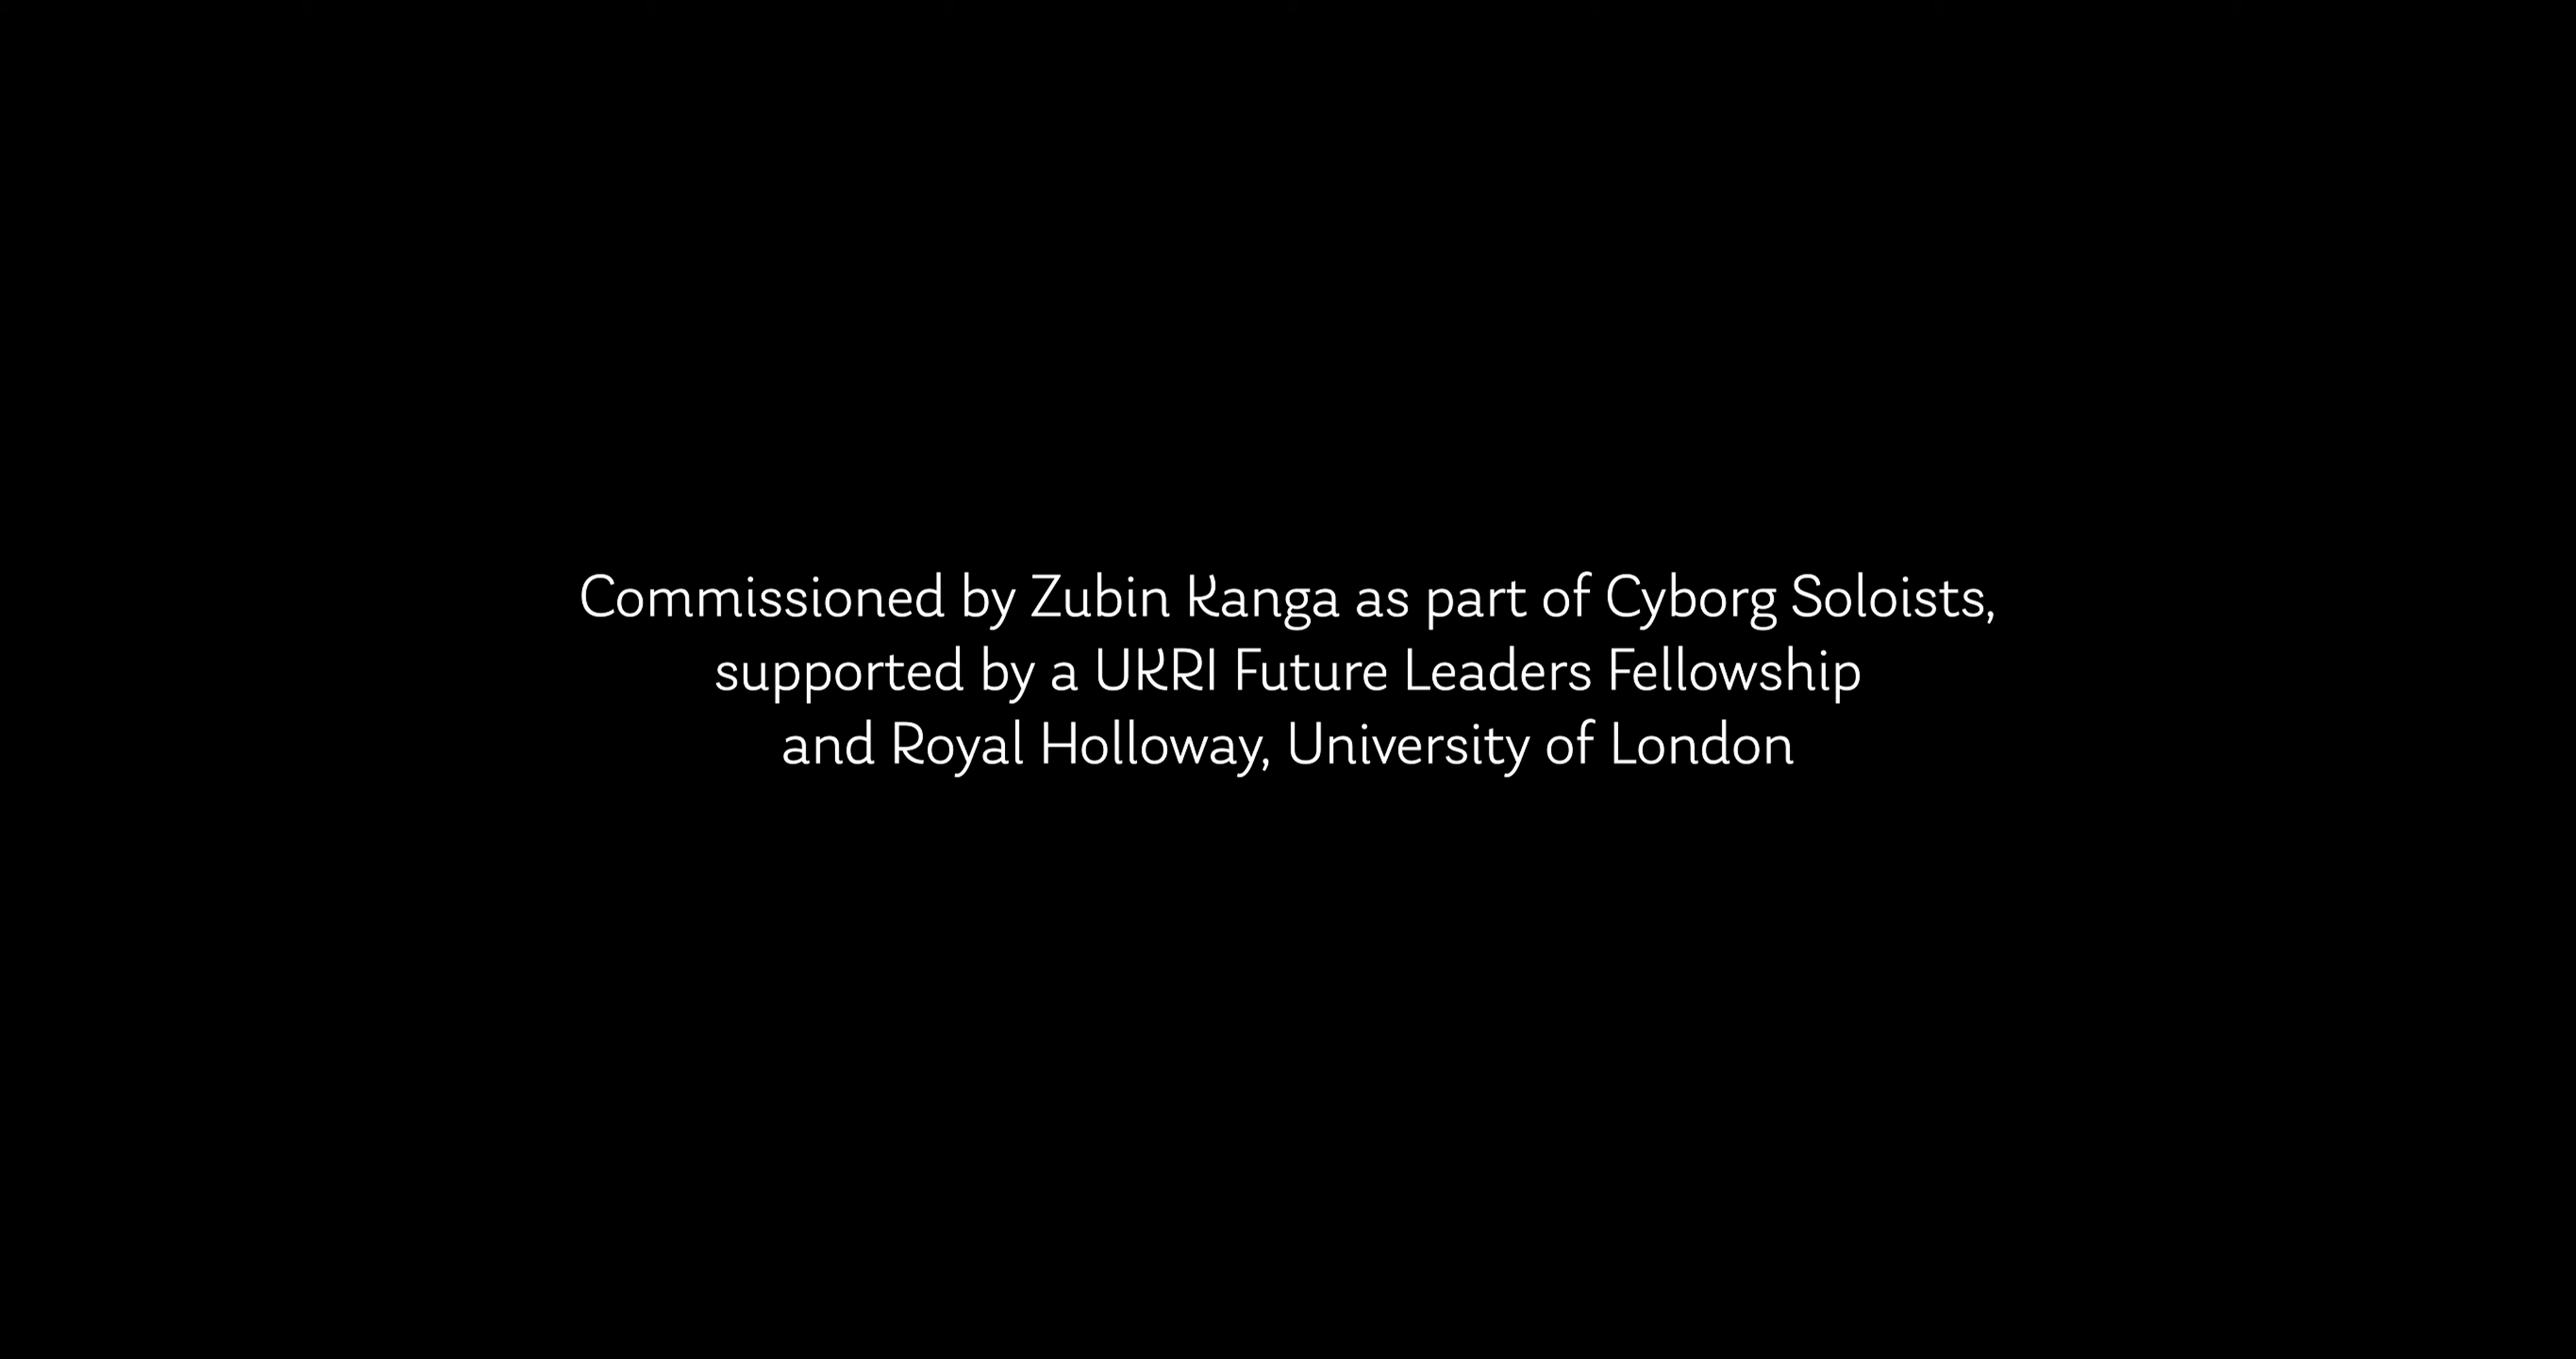 Commissioned by Zubin Kanga as part of Cyborg Soloists,
supported by a UKRI Future Leaders Fellowship
and Royal Holloway, University of London